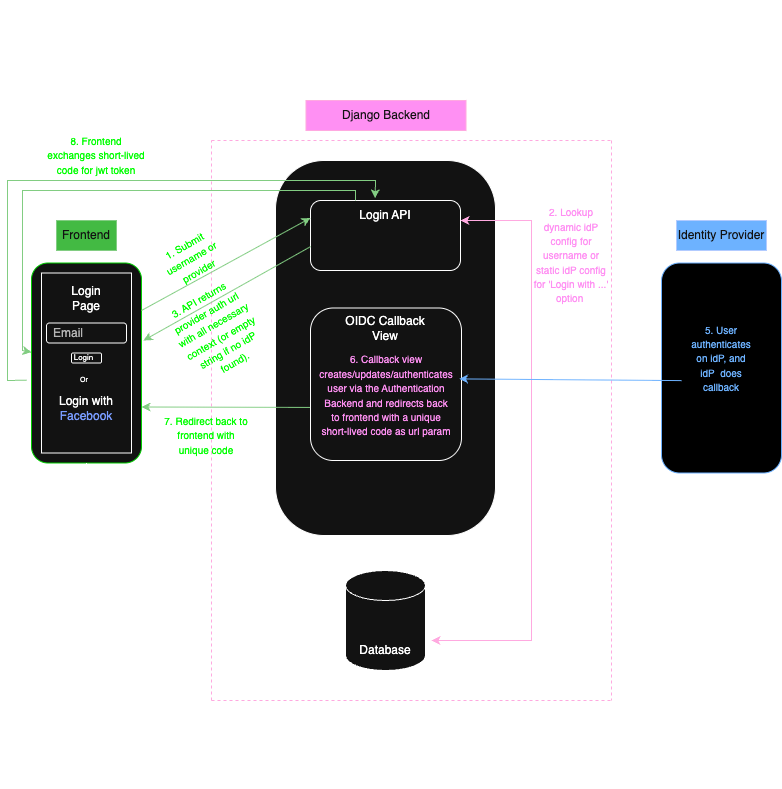 Django Backend
8. Frontend
exchanges short-lived
code for jwt token
Frontend
1. Submit
username or
provider
Login API
2. Lookup
dynamic idP
config for
username or
static idP config
for 'Login with ...'
option
Identity Provider
Login
Page
Email
Login
Or
Login with
Facebook
3. API returns
provider auth url
with all necessary
context (or empty
string if no idP
found).
OIDC Callback
View
6. Callback view
creates/updates/authenticates
user via the Authentication
Backend and redirects back
to frontend with a unique
short-lived code as url param
5. User
authenticates
on idP, and
idP does
callback
7. Redirect back to
frontend with
unique code
Database